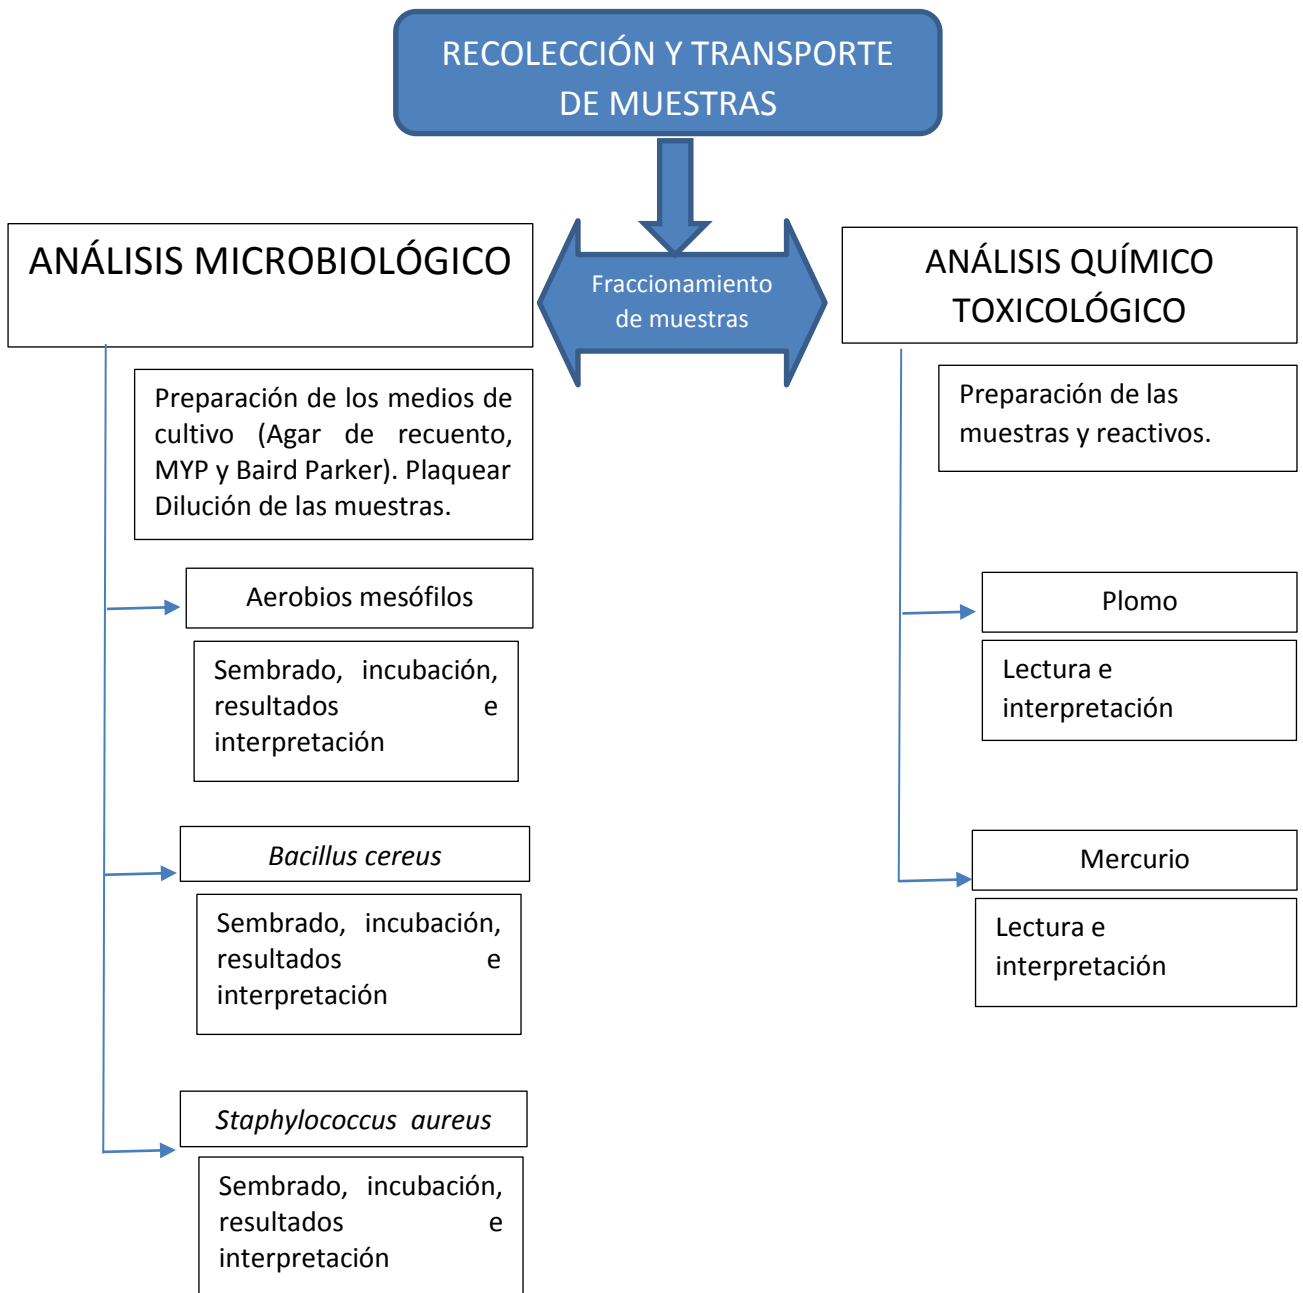 RECOLECCIÓN Y TRANSPORTE
DE MUESTRAS
Fraccionamiento
de muestras
ANÁLISIS MICROBIOLÓGICO
Preparación de los medios de
cultivo (Agar de recuento,
MYP y Baird Parker). Plaquear
Dilución de las muestras.
Aerobios mesófilos
Sembrado, incubación,
resultados e
interpretación
Bacillus cereus
Sembrado, incubación,
resultados e
interpretación
Staphylococcus aureus
Sembrado, incubación,
resultados e
interpretación
ANÁLISIS QUÍMICO
TOXICOLÓGICO
Preparación de las
muestras y reactivos.
Plomo
Lectura e
interpretación
Mercurio
Lectura e
interpretación